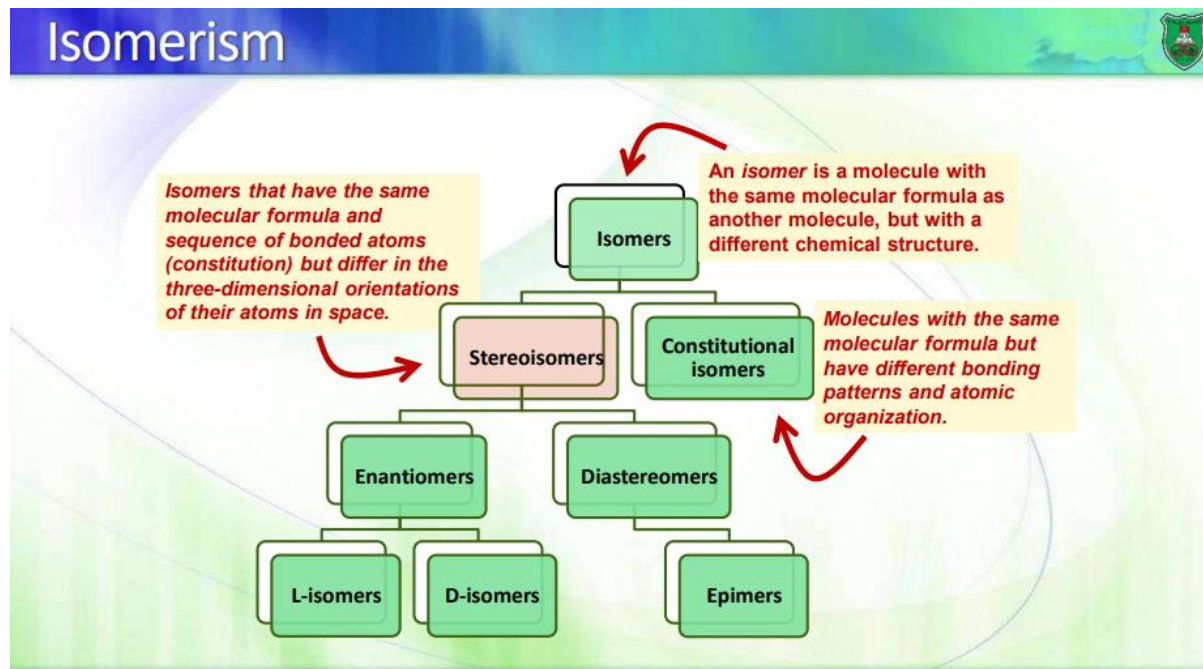 Isomerism
An isomer is a molecule with
the same molecular formula as
another molecule, but with a
different chemical structure.
Isomers that have the same
molecular formula and
sequence of bonded atoms
(constitution) but differ in the
three-dimensional orientations
of their atoms in space.
Isomers
Stereoisomers
Constitutional
isomers
Molecules with the same
molecular formula but
have different bonding
patterns and atomic
organization.
Enantiomers
Diastereomers
L-isomers
D-isomers
Epimers